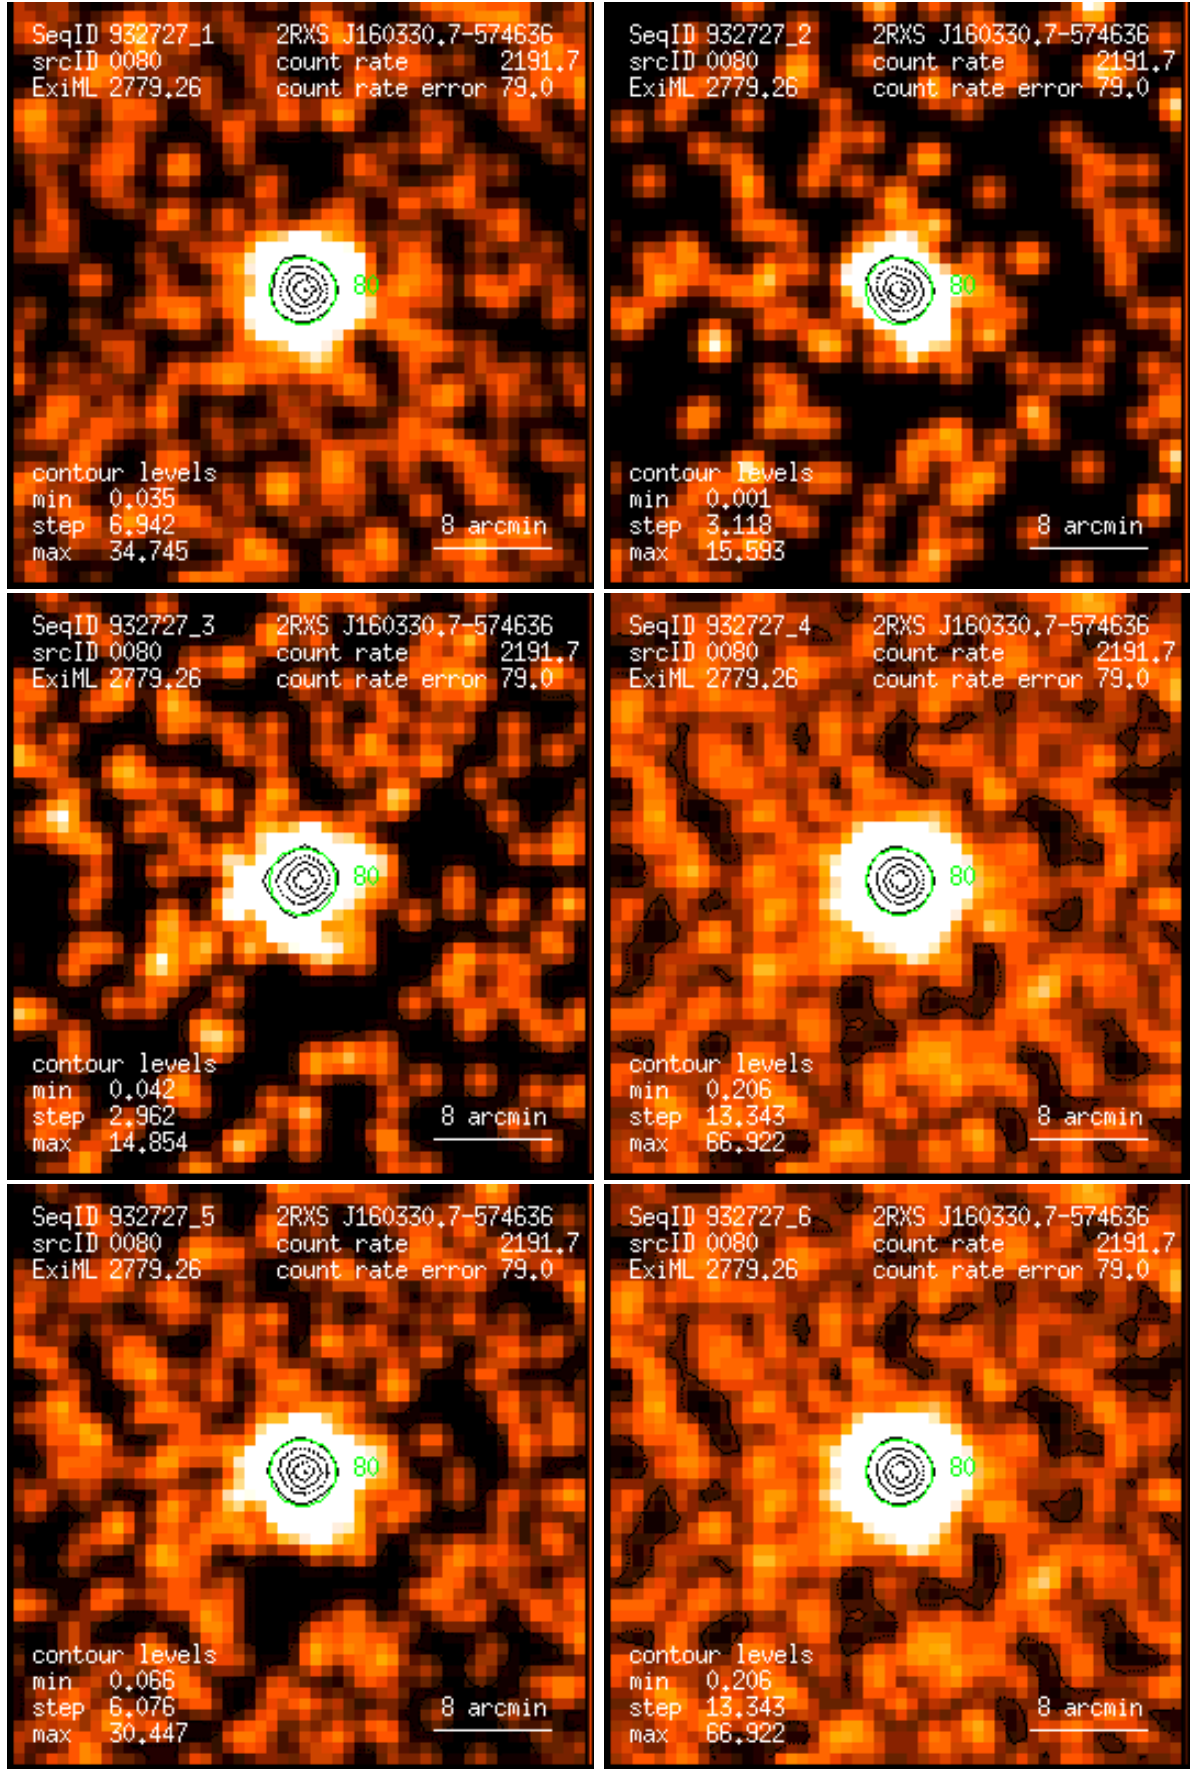 SeqID 932727_1 2RXS J160330.7-574636
srcID 0080 count rate 2191.7
ExiML 2779.26 count rate error 79.0
80
contour levels
min 0.035
step 6.942 8 arcmin
max 34.745
SeqID 932727_2 2RXS J160330.7-574636
srcID 0080 count rate 2191.7
ExiML 2779.26 count rate error 79.0
80
contour levels
min 0.001
step 3.118 8 arcmin
max 15.593
SeqID 932727_3 2RXS J160330.7-574636
srcID 0080 count rate 2191.7
ExiML 2779.26 count rate error 79.0
80
contour levels
min 0.042
step 2.962 8 arcmin
max 14.854
SeqID 932727_4 2RXS J160330.7-574636
srcID 0080 count rate 2191.7
ExiML 2779.26 count rate error 79.0
80
contour levels
min 0.206
step 13.343 8 arcmin
max 66.922
SeqID 932727_5 2RXS J160330.7-574636
srcID 0080 count rate 2191.7
ExiML 2779.26 count rate error 79.0
80
contour levels
min 0.066
step 6.076 8 arcmin
max 30.447
SeqID 932727_6 2RXS J160330.7-574636
srcID 0080 count rate 2191.7
ExiML 2779.26 count rate error 79.0
80
contour levels
min 0.206
step 13.343 8 arcmin
max 66.922